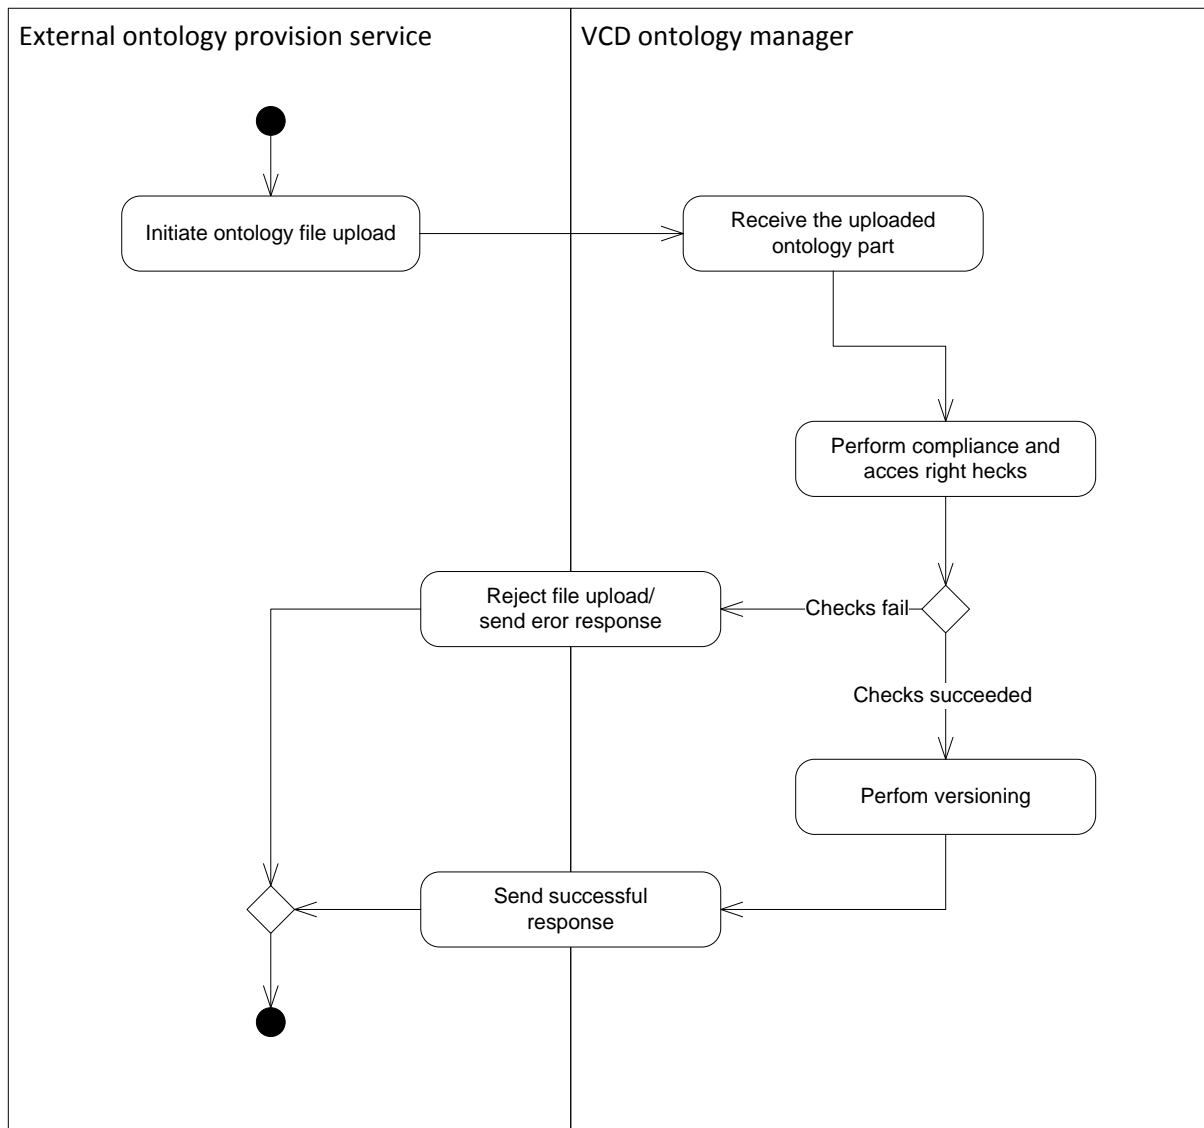 External ontology provision service
VCD ontology manager
Initiate ontology file upload
Receive the uploaded
ontology part
Perform compliance and
acces right hecks
Reject file upload/
send eror response
Checks fail
Checks succeeded
Perfom versioning
Send successful
response